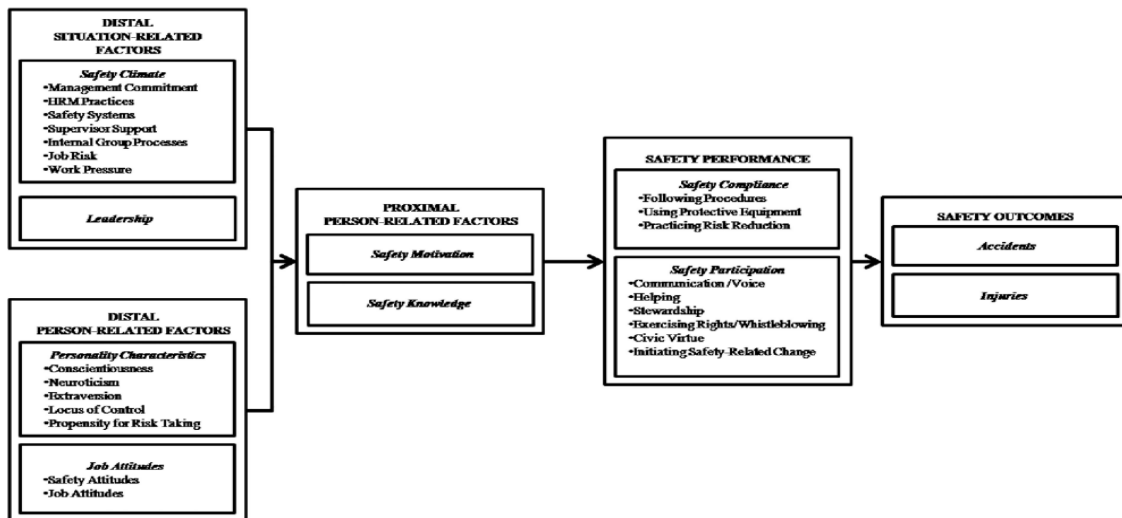 DISTAL
SITUATION-RELATED
FACTORS
Safety Climate
•Management Commitment
•HRM Practices
•Safety Systems
•Supervisor Support
•Internal Group Processes
•Job Risk
•Work Pressure
Leadership
DISTAL
PERSON-RELATED FACTORS
Personality Characteristics
•Conscientiousness
•Neuroticism
•Extraversion
•Locus of Control
•Propensity for Risk Taking
Job Attitudes
•Safety Attitudes
•Job Attitudes
PROXIMAL
PERSON-RELATED FACTORS
Safety Motivation
Safety Knowledge
SAFETY PERFORMANCE
Safety Compliance
•Following Procedures
•Using Protective Equipment
•Practicing Risk Reduction
Safety Participation
•Communication /Voice
•Helping
•Stewardship
•Exercising Rights/Whistleblowing
•Civic Virtue
•Initiating Safety-Related Change
SAFETY OUTCOMES
Accidents
Injuries